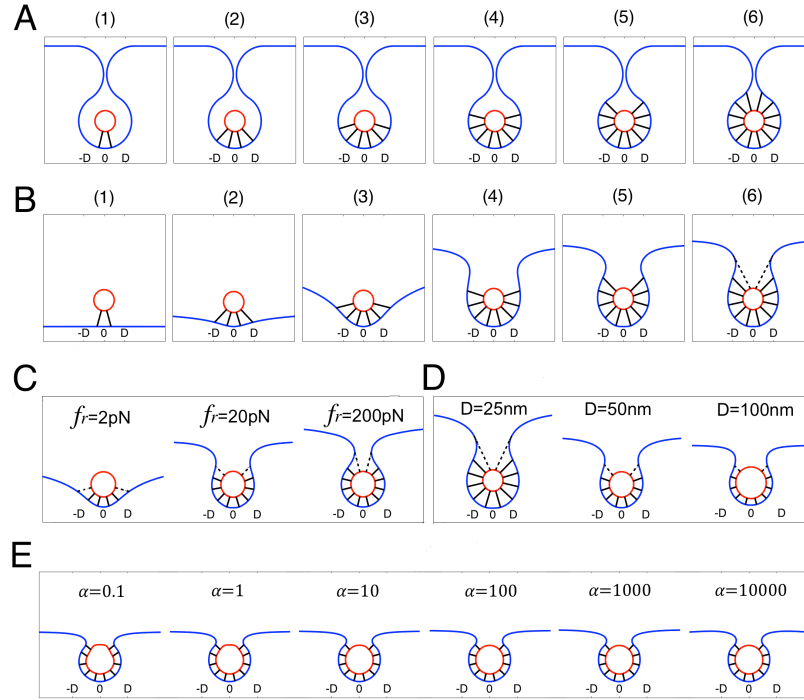 A
(1) (2) (3) (4) (5) (6)
-D 0 D -D 0 D -D 0 D -D 0 D -D 0 D -D 0 D
B
(1) (2) (3) (4) (5) (6)
-D 0 D -D 0 D -D 0 D -D 0 D -D 0 D -D 0 D
C D
fr=2pN fr=20pN fr=200pN D=25nm D=50nm D=100nm
-D 0 D -D 0 D -D 0 D -D 0 D -D 0 D -D 0 D
E
α=0.1 α=1 α=10 α=100 α=1000 α=10000
-D 0 D -D 0 D -D 0 D -D 0 D -D 0 D -D 0 D